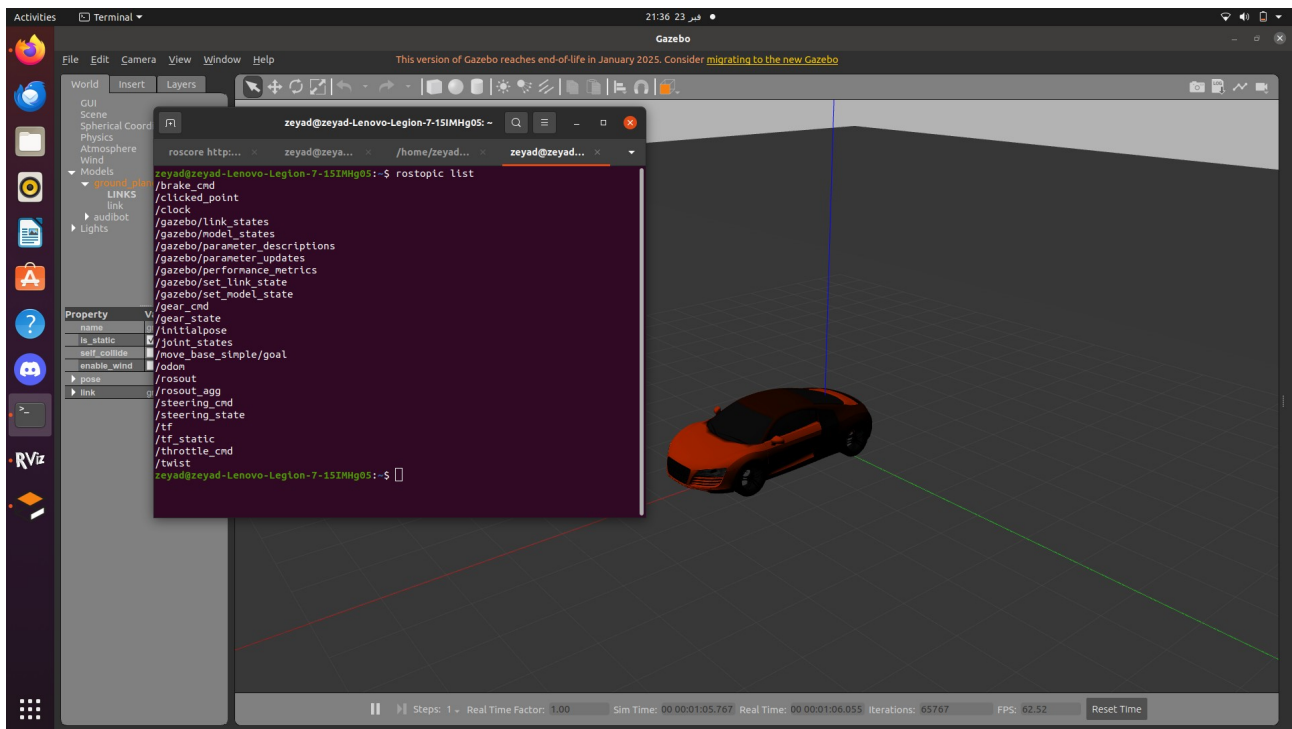 Activities
Terminal
21:36 23 فبر
Gazebo
File Edit Camera View Window Help
This version of Gazebo reaches end-of-life in January 2025. Consider migrating to the new Gazebo
World Insert Layers
GUI
Scene
Spherical Coord
Physics
Atmosphere
Wind
Models
ground_plan
LINKS
link
audibot
Lights
Property
name
is_static
self_collide
enable_wind
pose
link
zeyad@zeyad-Lenovo-Legion-7-15IMHg05: ~
roscore http:... zeyad@zeya... /home/zeyad... zeyad@zeyad...
zeyad@zeyad-Lenovo-Legion-7-15IMHg05:~$ rostopic list
/brake_cmd
/clicked_point
/clock
/gazebo/link_states
/gazebo/model_states
/gazebo/parameter_descriptions
/gazebo/parameter_updates
/gazebo/performance_metrics
/gazebo/set_link_state
/gazebo/set_model_state
/gear_cmd
/gear_state
/initialpose
/joint_states
/move_base_simple/goal
/odom
/rosout
/rosout_agg
/steering_cmd
/steering_state
/tf
/tf_static
/throttle_cmd
/twist
zeyad@zeyad-Lenovo-Legion-7-15IMHg05:~$
RViz
Steps: 1 Real Time Factor: 1.00 Sim Time: 00 00:01:05.767 Real Time: 00 00:01:06.055 Iterations: 65767 FPS: 62.52 Reset Time